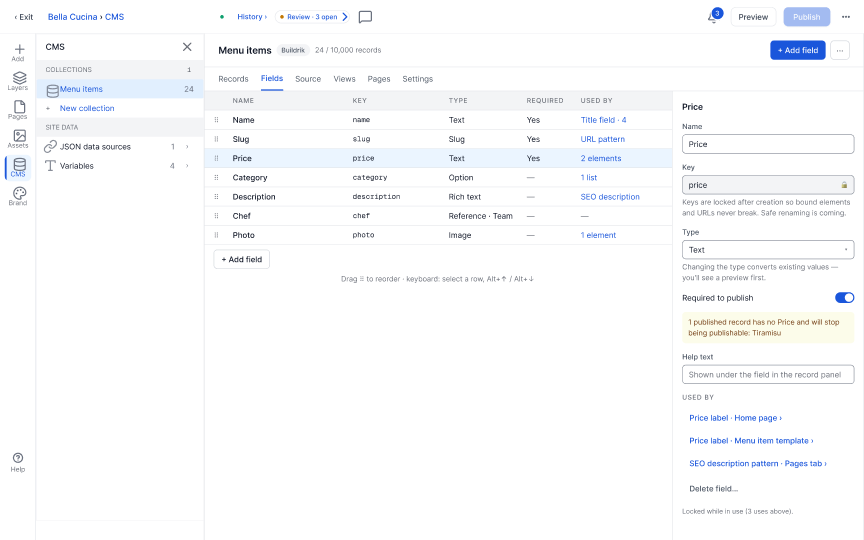 ‹ Exit
Bella Cucina › CMS
History ›
Review · 3 open
3
Preview
Publish
Add
Layers
Pages
Assets
CMS
Brand
Help
CMS
COLLECTIONS 1
Menu items 24
+ New collection
SITE DATA
JSON data sources 1 ›
Variables 4 ›
Menu items Buildrik 24 / 10,000 records
+ Add field
Records Fields Source Views Pages Settings
NAME KEY TYPE REQUIRED USED BY
Name name Text Yes Title field · 4
Slug slug Slug Yes URL pattern
Price price Text Yes 2 elements
Category category Option — 1 list
Description description Rich text — SEO description
Chef chef Reference · Team — —
Photo photo Image — 1 element
+ Add field
Drag ⠿ to reorder · keyboard: select a row, Alt+↑ / Alt+↓
Price
Name
Price
Key
price
Keys are locked after creation so bound elements
and URLs never break. Safe renaming is coming.
Type
Text
Changing the type converts existing values —
you'll see a preview first.
Required to publish
1 published record has no Price and will stop
being publishable: Tiramisu
Help text
Shown under the field in the record panel
USED BY
Price label · Home page ›
Price label · Menu item template ›
SEO description pattern · Pages tab ›
Delete field...
Locked while in use (3 uses above).